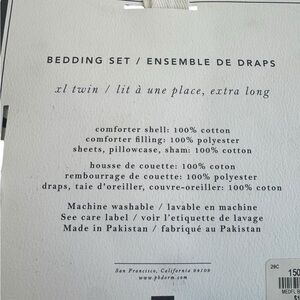 BEDDING SET / ENSEMBLE DE DRAPS
xl twin / lit à une place, extra long
comforter shell: 100% cotton
comforter filling: 100% polyester
sheets, pillowcase, sham: 100% cotton
housse de couette: 100% coton
rembourrage de couette: 100% polyester
draps, taie d'oreiller, couvre-oreiller: 100% coton
Machine washable / lavable en machine
See care label / voir l'etiquette de lavage
Made in Pakistan / fabriqué au Pakistan
San Francisco, California 94109
www.pbdorm.com
150